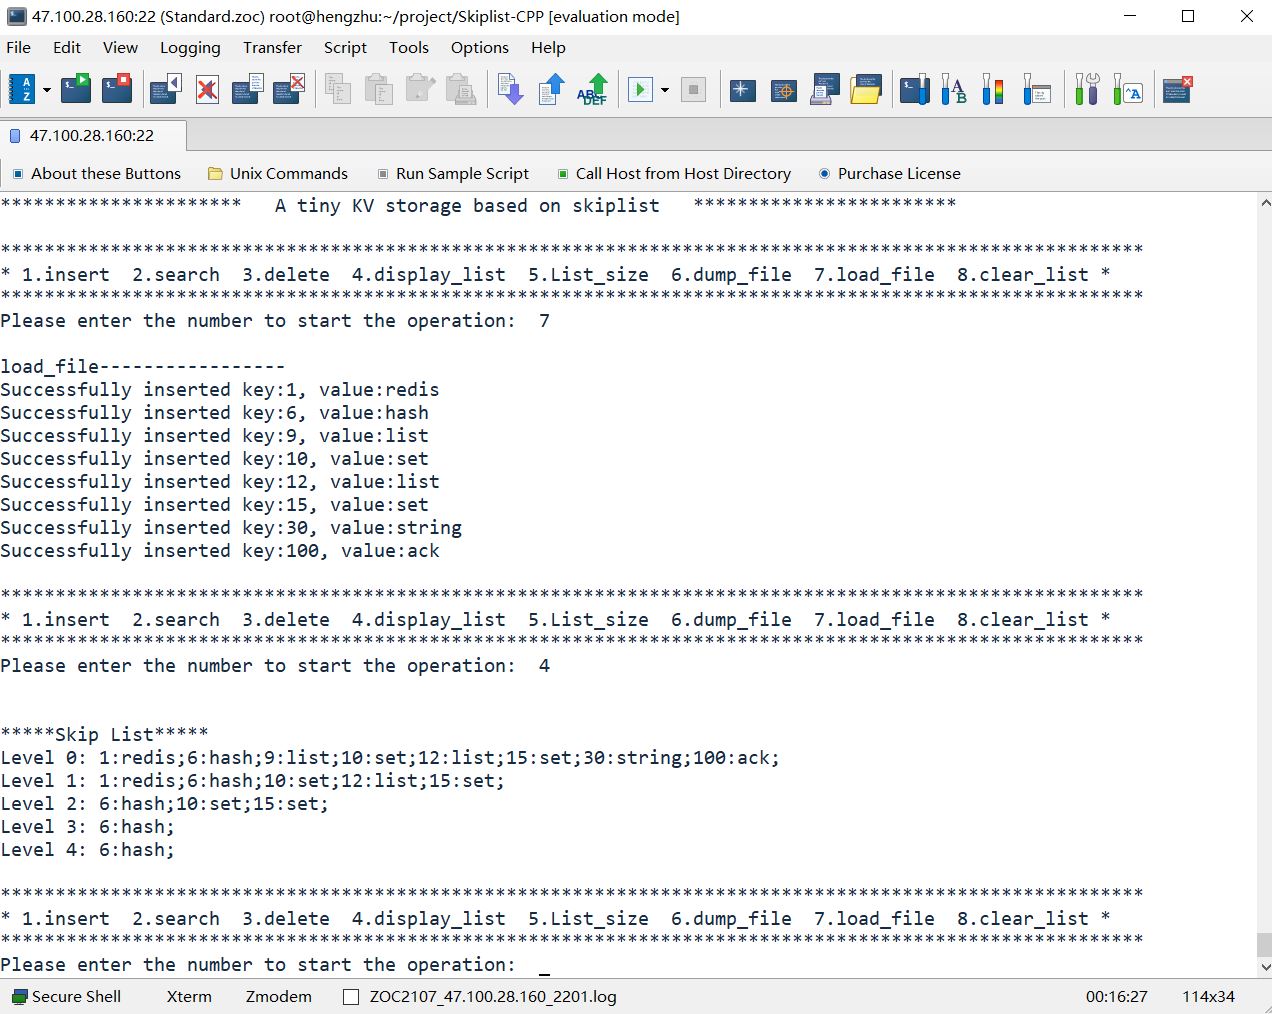 47.100.28.160:22 (Standard.zoc) root@hengzhu:~/project/Skiplist-CPP [evaluation mode]
File Edit View Logging Transfer Script Tools Options Help
47.100.28.160:22
About these Buttons Unix Commands Run Sample Script Call Host from Host Directory Purchase License
********************** A tiny KV storage based on skiplist ************************
********************************************************************************************************
* 1.insert 2.search 3.delete 4.display_list 5.List_size 6.dump_file 7.load_file 8.clear_list *
********************************************************************************************************
Please enter the number to start the operation: 7
load_file-----------------
Successfully inserted key:1, value:redis
Successfully inserted key:6, value:hash
Successfully inserted key:9, value:list
Successfully inserted key:10, value:set
Successfully inserted key:12, value:list
Successfully inserted key:15, value:set
Successfully inserted key:30, value:string
Successfully inserted key:100, value:ack
********************************************************************************************************
* 1.insert 2.search 3.delete 4.display_list 5.List_size 6.dump_file 7.load_file 8.clear_list *
********************************************************************************************************
Please enter the number to start the operation: 4
*****Skip List*****
Level 0: 1:redis;6:hash;9:list;10:set;12:list;15:set;30:string;100:ack;
Level 1: 1:redis;6:hash;10:set;12:list;15:set;
Level 2: 6:hash;10:set;15:set;
Level 3: 6:hash;
Level 4: 6:hash;
********************************************************************************************************
* 1.insert 2.search 3.delete 4.display_list 5.List_size 6.dump_file 7.load_file 8.clear_list *
********************************************************************************************************
Please enter the number to start the operation: _
Secure Shell Xterm Zmodem ZOC2107_47.100.28.160_2201.log 00:16:27 114x34